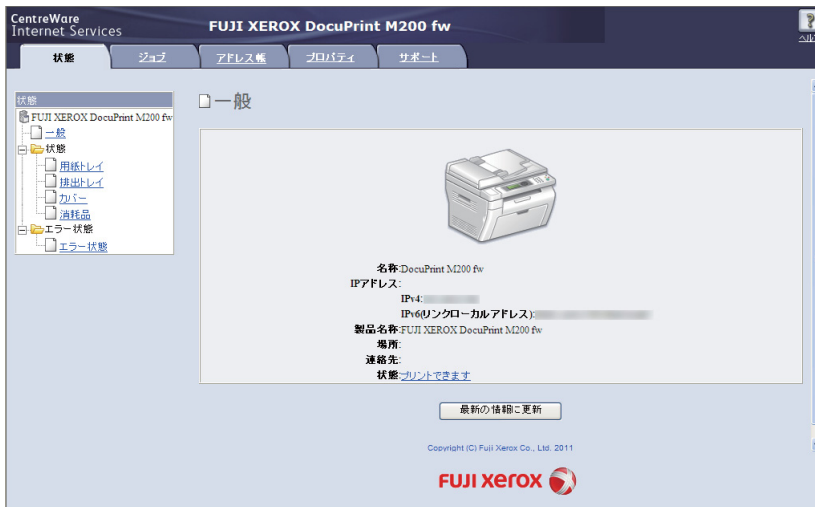 CentreWare
Internet Services
FUJI XEROX DocuPrint M200 fw
状態
ジョブ
アドレス帳
プロパティ
サポート
状態
FUJI XEROX DocuPrint M200 fw
一般
状態
用紙トレイ
排出トレイ
カバー
消耗品
エラー状態
エラー状態
一般
名称:DocuPrint M200 fw
IPアドレス:
IPv4:
IPv6(リンクローカルアドレス):
製品名称:FUJI XEROX DocuPrint M200 fw
場所:
連絡先:
状態:プリントできます
最新の情報に更新
Copyright (C) Fuji Xerox Co., Ltd. 2011
FUJI xerox